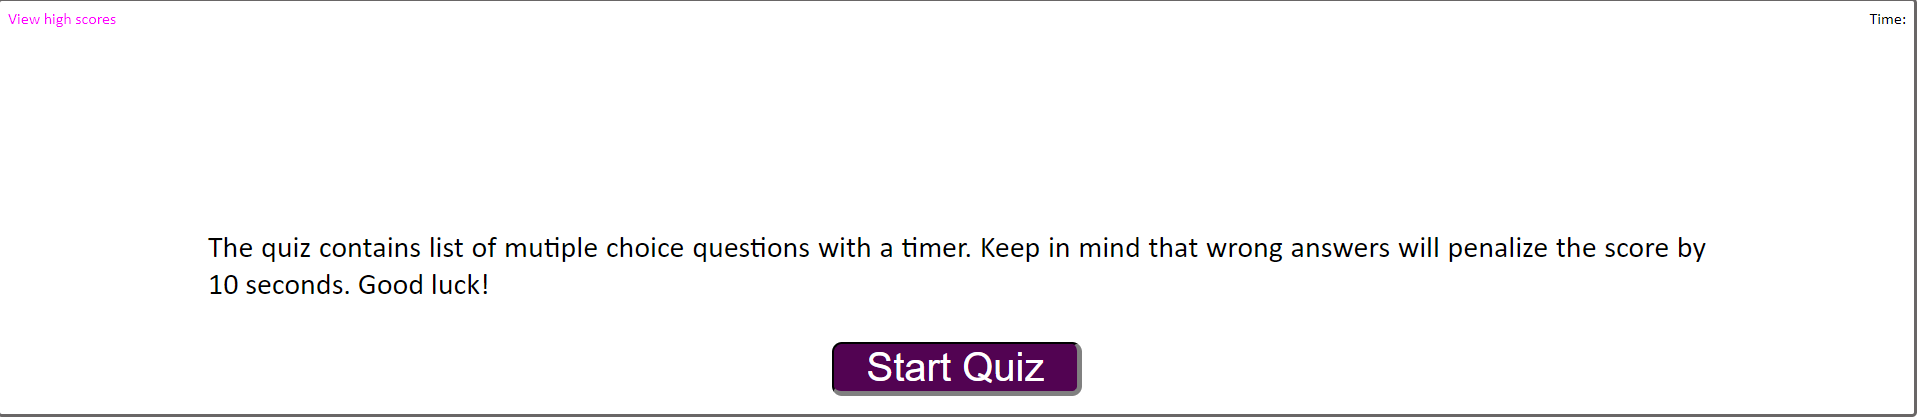 View high scores
Time:
The quiz contains list of mutiple choice questions with a timer. Keep in mind that wrong answers will penalize the score by
10 seconds. Good luck!
Start Quiz